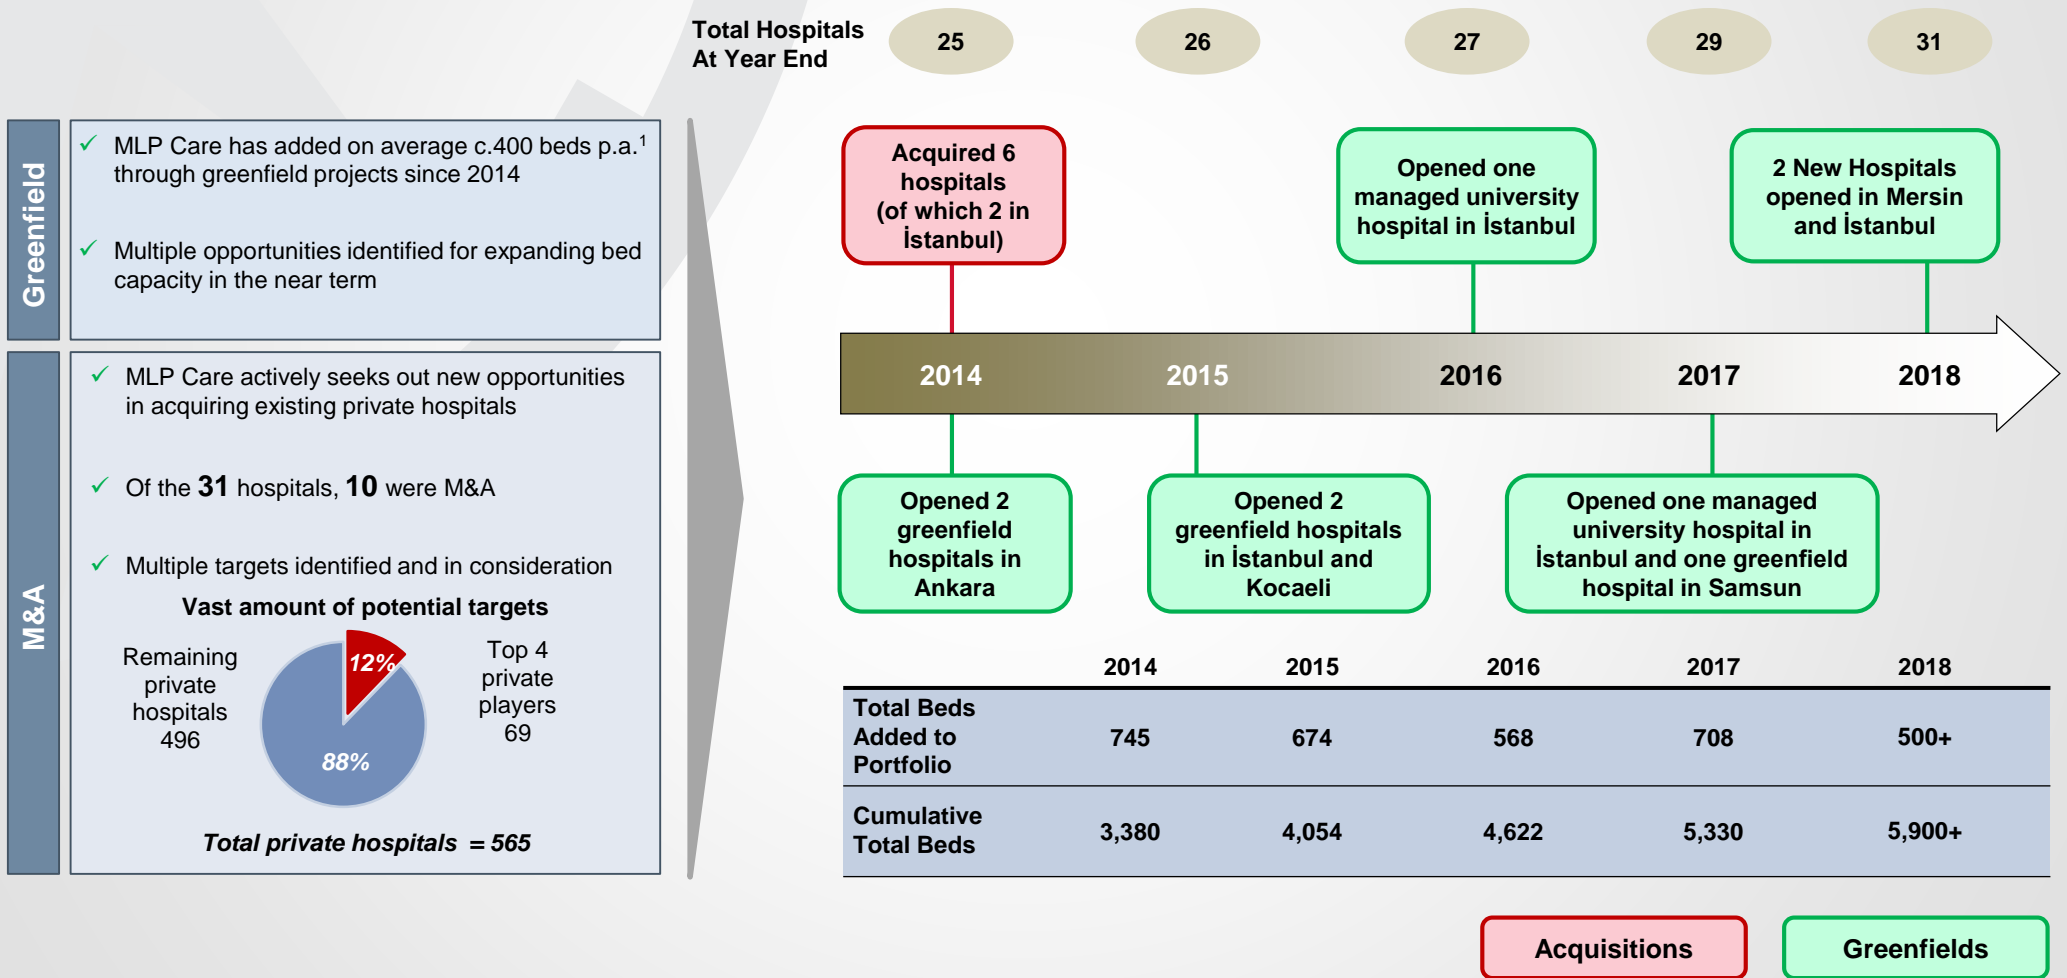 Total Hospitals
At Year End
25
26
27
29
31
Greenfield
✓ MLP Care has added on average c.400 beds p.a.¹
through greenfield projects since 2014
✓ Multiple opportunities identified for expanding bed
capacity in the near term
M&A
✓ MLP Care actively seeks out new opportunities
in acquiring existing private hospitals
✓ Of the 31 hospitals, 10 were M&A
✓ Multiple targets identified and in consideration
Vast amount of potential targets
Remaining
private
hospitals
496
12%
88%
Top 4
private
players
69
Total private hospitals = 565
Acquired 6
hospitals
(of which 2 in
İstanbul)
Opened one
managed university
hospital in İstanbul
2 New Hospitals
opened in Mersin
and İstanbul
2014
2015
2016
2017
2018
Opened 2
greenfield
hospitals in
Ankara
Opened 2
greenfield hospitals
in İstanbul and
Kocaeli
Opened one managed
university hospital in
İstanbul and one greenfield
hospital in Samsun
2014 2015 2016 2017 2018
Total Beds
Added to
Portfolio
745 674 568 708 500+
Cumulative
Total Beds
3,380 4,054 4,622 5,330 5,900+
Acquisitions
Greenfields